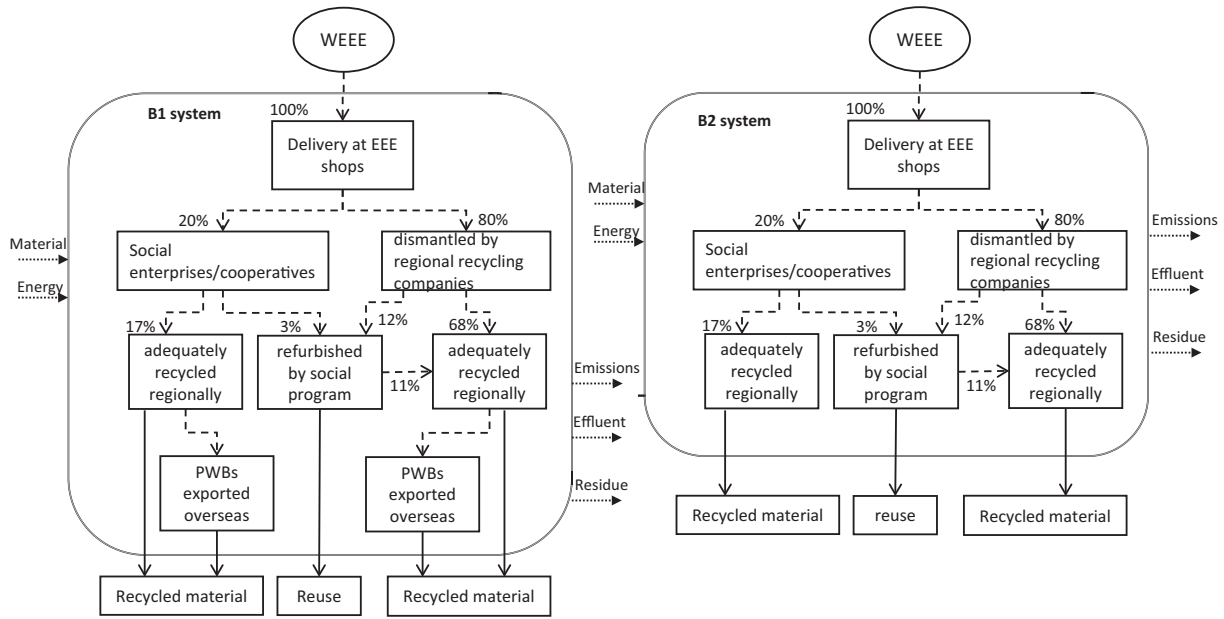 WEEE
B1 system
100%
Delivery at EEE
shops
20%
80%
Social
enterprises/cooperatives
dismantled by
regional recycling
companies
Material
Energy
17%
3%
12%
68%
adequately
recycled
regionally
refurbished
by social
program
11%
adequately
recycled
regionally
PWBs
exported
overseas
PWBs
exported
overseas
Emissions
Effluent
Residue
Recycled material
Reuse
Recycled material
WEEE
B2 system
100%
Delivery at EEE
shops
20%
80%
Social
enterprises/cooperatives
dismantled by
regional recycling
companies
Material
Energy
17%
3%
12%
68%
adequately
recycled
regionally
refurbished
by social
program
11%
adequately
recycled
regionally
Emissions
Effluent
Residue
Recycled material
reuse
Recycled material